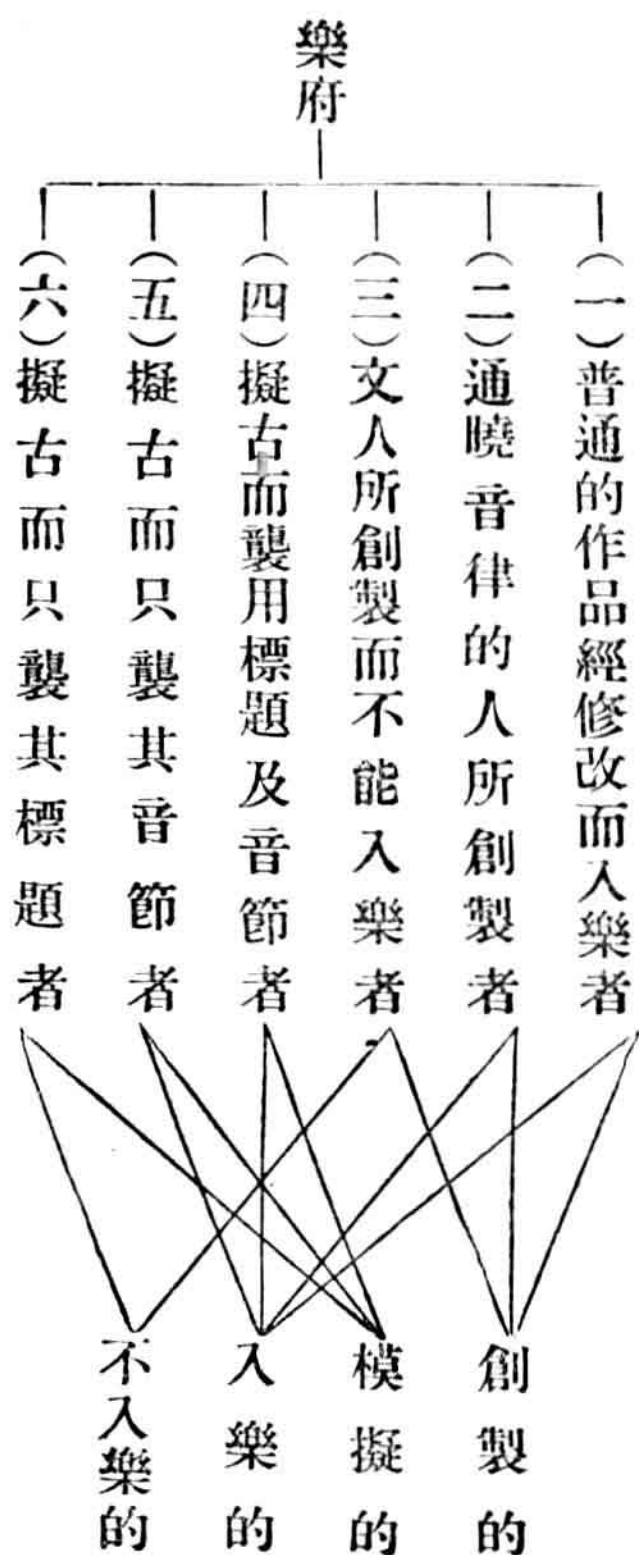 樂府
（一）普通的作品經修改而入樂者
（二）通曉音律的人所創製者
（三）文人所創製而不能入樂者
（四）擬古而襲用標題及音節者
（五）擬古而只襲其音節者
（六）擬古而只襲其標題者
創製的
模擬的
入樂的
不入樂的